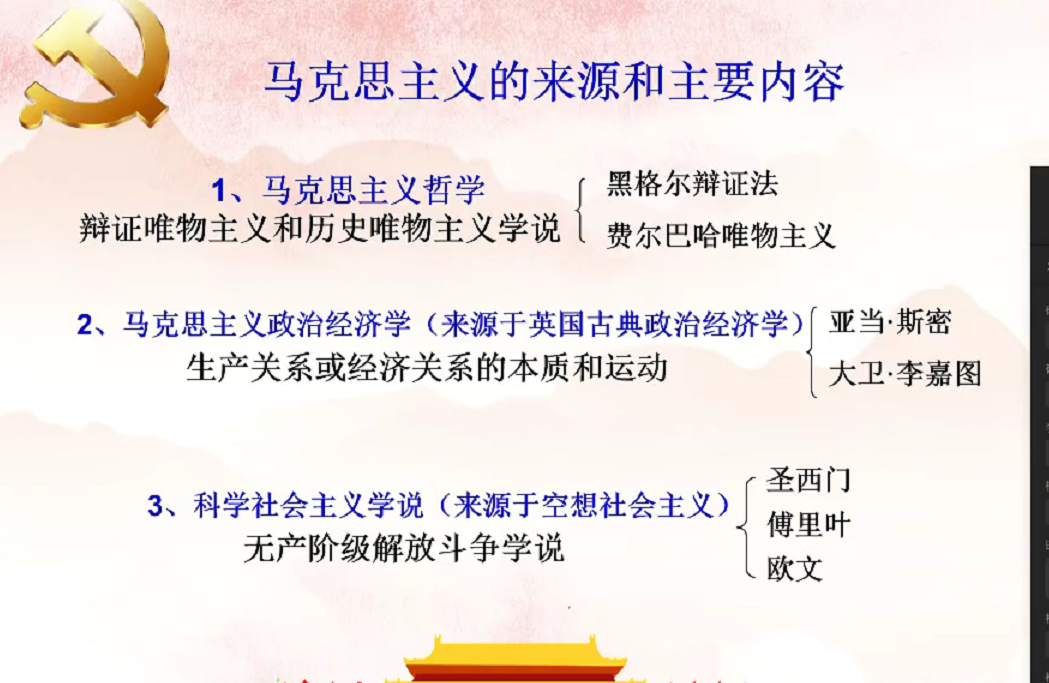 马克思主义的来源和主要内容
1、马克思主义哲学
辩证唯物主义和历史唯物主义学说
黑格尔辩证法
费尔巴哈唯物主义
2、马克思主义政治经济学（来源于英国古典政治经济学）
生产关系或经济关系的本质和运动
亚当·斯密
大卫·李嘉图
3、科学社会主义学说（来源于空想社会主义）
无产阶级解放斗争学说
圣西门
傅里叶
欧文